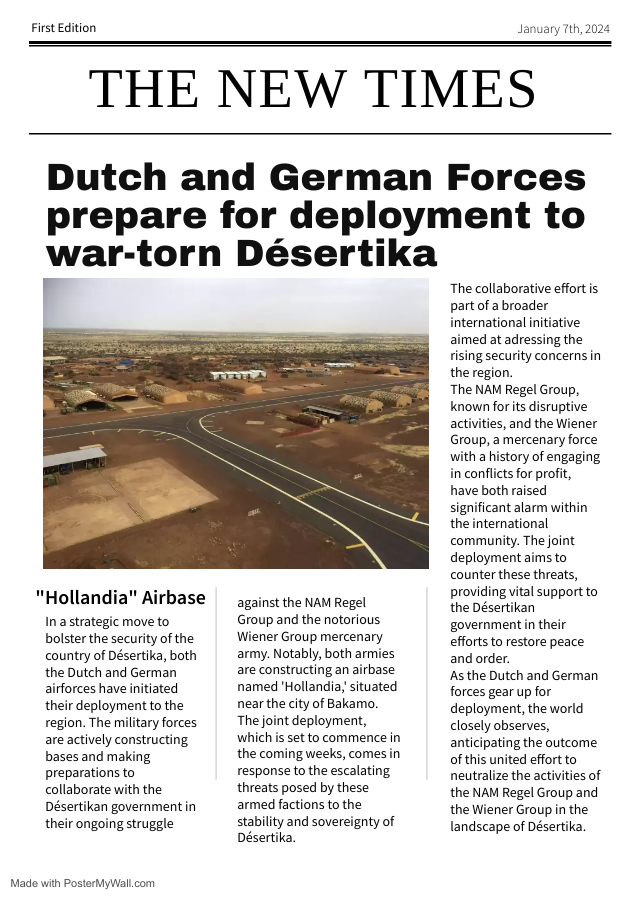 First Edition
January 7th, 2024
THE NEW TIMES
Dutch and German Forces
prepare for deployment to
war-torn Désertika
"Hollandia" Airbase
In a strategic move to
bolster the security of the
country of Désertika, both
the Dutch and German
airforces have initiated
their deployment to the
region. The military forces
are actively constructing
bases and making
preparations to
collaborate with the
Désertikan government in
their ongoing struggle
against the NAM Regel
Group and the notorious
Wiener Group mercenary
army. Notably, both armies
are constructing an airbase
named 'Hollandia,' situated
near the city of Bakamo.
The joint deployment,
which is set to commence in
the coming weeks, comes in
response to the escalating
threats posed by these
armed factions to the
stability and sovereignty of
Désertika.
The collaborative effort is
part of a broader
international initiative
aimed at adressing the
rising security concerns in
the region.
The NAM Regel Group,
known for its disruptive
activities, and the Wiener
Group, a mercenary force
with a history of engaging
in conflicts for profit,
have both raised
significant alarm within
the international
community. The joint
deployment aims to
counter these threats,
providing vital support to
the Désertikan
government in their
efforts to restore peace
and order.
As the Dutch and German
forces gear up for
deployment, the world
closely observes,
anticipating the outcome
of this united effort to
neutralize the activities of
the NAM Regel Group and
the Wiener Group in the
landscape of Désertika.
Made with PosterMyWall.com